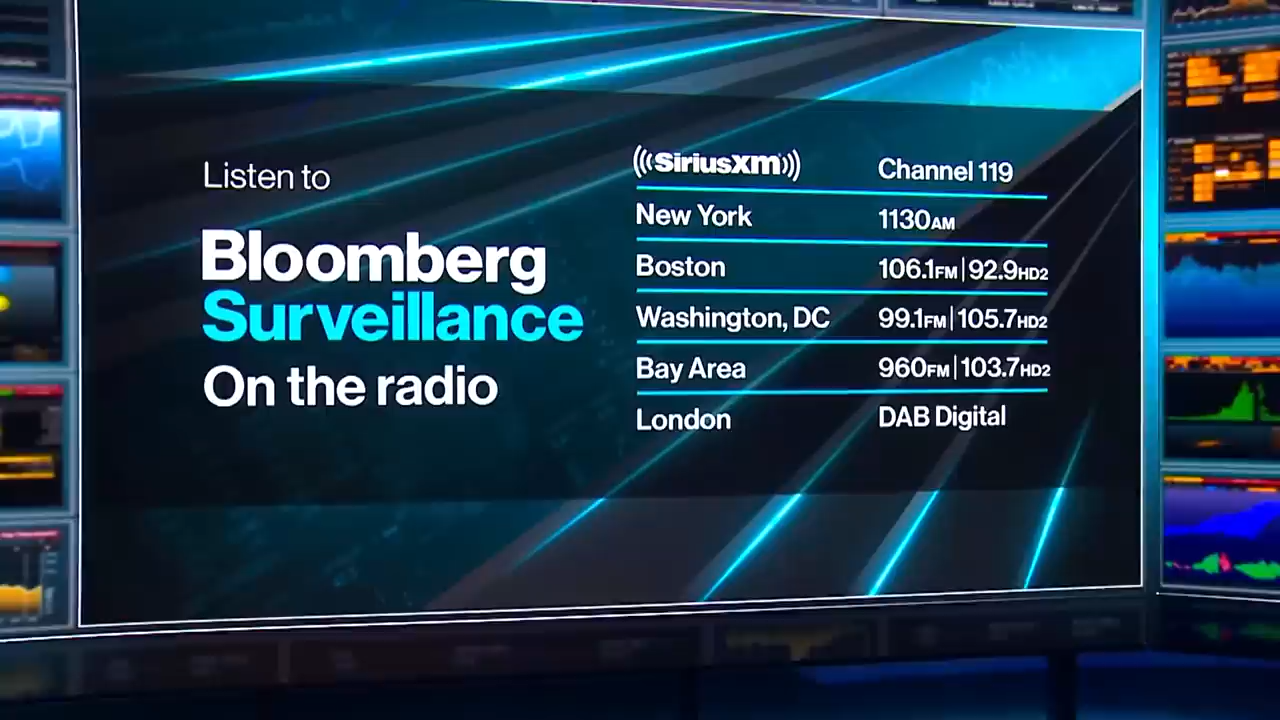 Listen to
Bloomberg
Surveillance
On the radio
SiriusXM Channel 119
New York 1130AM
Boston 106.1FM|92.9HD2
Washington, DC 99.1FM|105.7HD2
Bay Area 960FM|103.7HD2
London DAB Digital